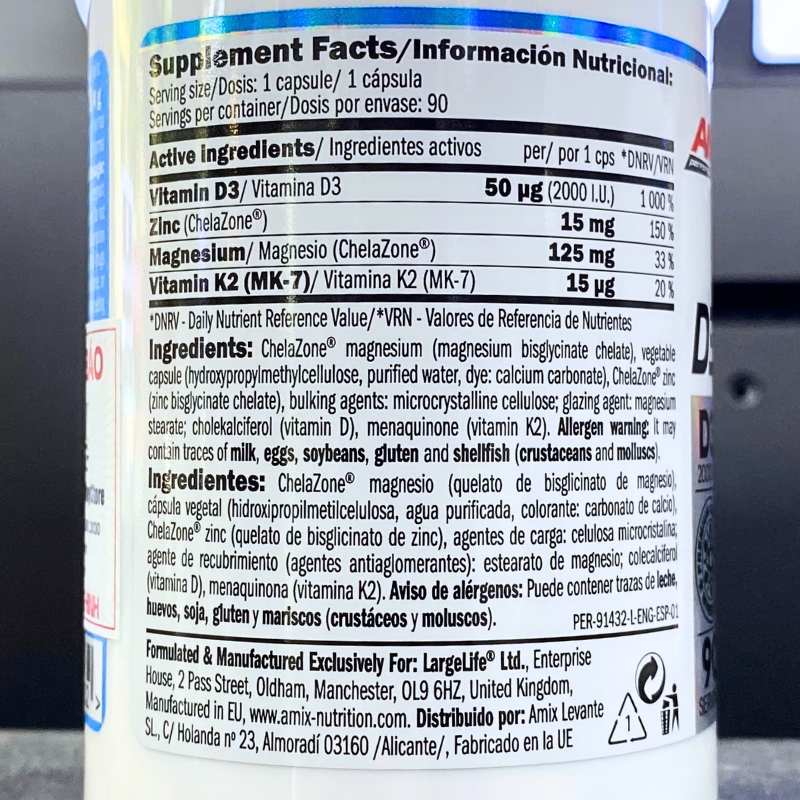 Supplement Facts/Información Nutricional:
Serving size/Dosis: 1 capsule/ 1 cápsula
Servings per container/Dosis por envase: 90
Active ingredients/ Ingredientes activos per/ por 1 cps *DNRV/VRN
Vitamin D3/ Vitamina D3 50 µg (2000 I.U.) 1 000 %
Zinc (ChelaZone®) 15 mg 150 %
Magnesium/ Magnesio (ChelaZone®) 125 mg 33 %
Vitamin K2 (MK-7)/ Vitamina K2 (MK-7) 15 µg 20 %
*DNRV - Daily Nutrient Reference Value/*VRN - Valores de Referencia de Nutrientes
Ingredients: ChelaZone® magnesium (magnesium bisglycinate chelate), vegetable
capsule (hydroxypropylmethylcellulose, purified water, dye: calcium carbonate), ChelaZone® zinc
(zinc bisglycinate chelate), bulking agents: microcrystalline cellulose; glazing agent: magnesium
stearate; cholekalciferol (vitamin D), menaquinone (vitamin K2). Allergen warning: It may
contain traces of milk, eggs, soybeans, gluten and shellfish (crustaceans and molluscs).
Ingredientes: ChelaZone® magnesio (quelato de bisglicinato de magnesio),
cápsula vegetal (hidroxipropilmetilcelulosa, agua purificada, colorante: carbonato de calcio),
ChelaZone® zinc (quelato de bisglicinato de zinc), agentes de carga: celulosa microcristalina;
agente de recubrimiento (agentes antiaglomerantes): estearato de magnesio; colecalciferol
(vitamina D), menaquinona (vitamina K2). Aviso de alérgenos: Puede contener trazas de leche,
huevos, soja, gluten y mariscos (crustáceos y moluscos). PER-91432-L-ENG-ESP-01
Formulated & Manufactured Exclusively For: LargeLife® Ltd., Enterprise
House, 2 Pass Street, Oldham, Manchester, OL9 6HZ, United Kingdom,
Manufactured in EU, www.amix-nutrition.com. Distribuido por: Amix Levante
SL, C/ Holanda nº 23, Almoradí 03160 /Alicante/, Fabricado en la UE
1